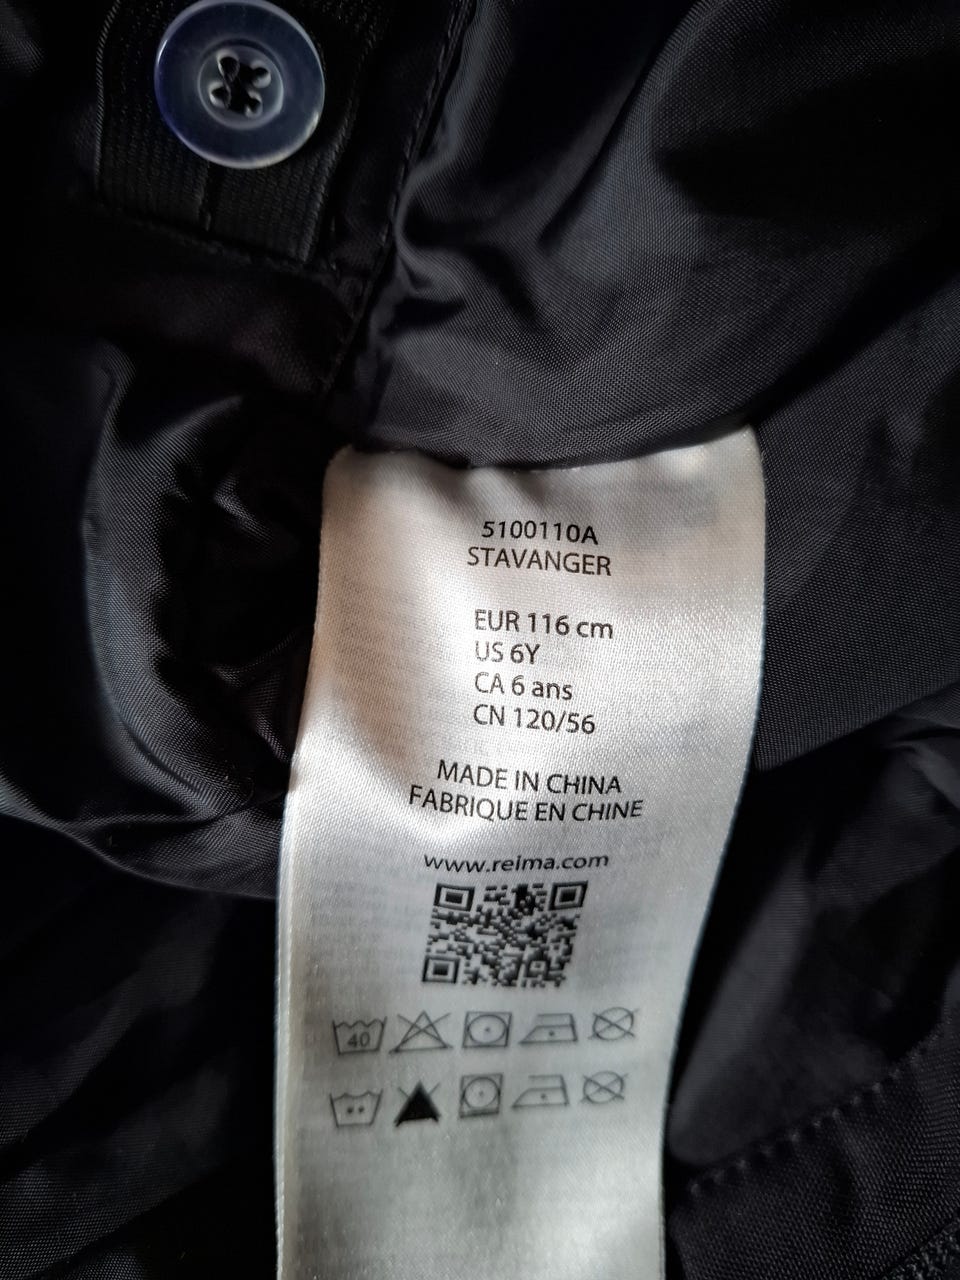 5100110A
STAVANGER
EUR 116 cm
US 6Y
CA 6 ans
CN 120/56
MADE IN CHINA
FABRIQUE EN CHINE
www.reima.com
40